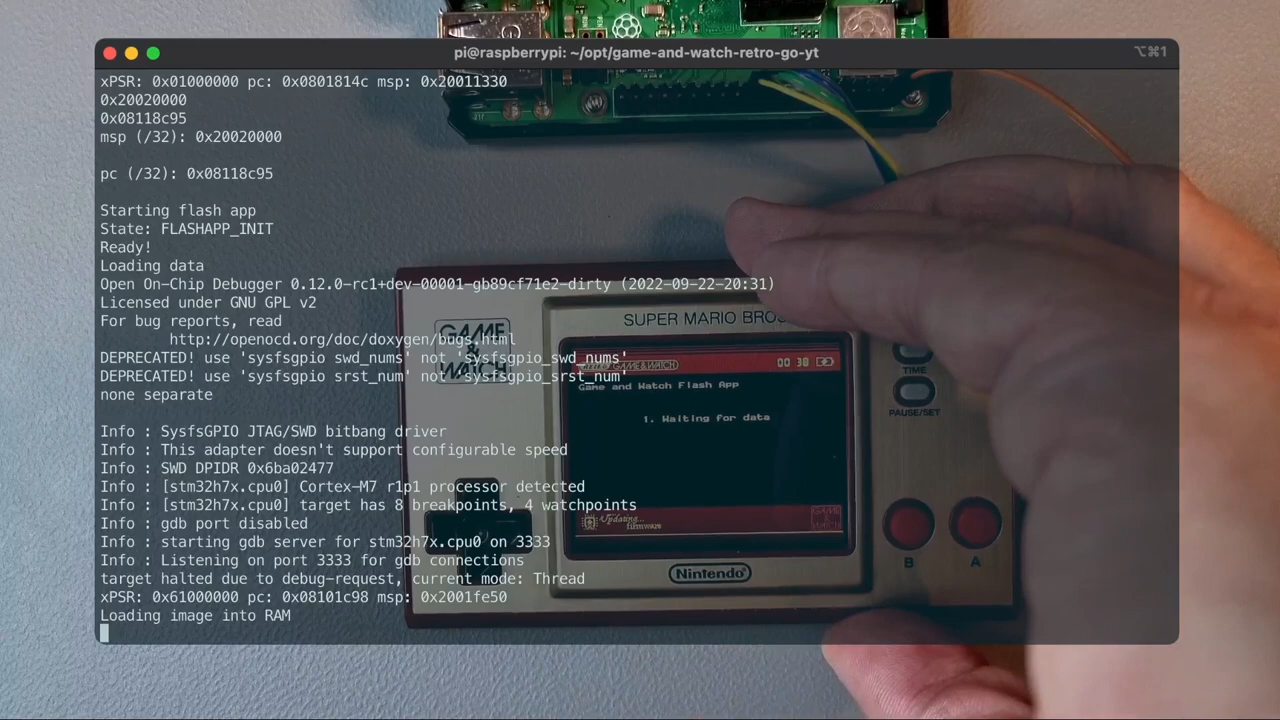 pi@raspberrypi: ~/opt/game-and-watch-retro-go-yt
⌥⌘1
xPSR: 0x01000000 pc: 0x0801814c msp: 0x20011330
0x20020000
0x08118c95
msp (/32): 0x20020000
pc (/32): 0x08118c95
Starting flash app
State: FLASHAPP_INIT
Ready!
Loading data
Open On-Chip Debugger 0.12.0-rc1+dev-00001-gb89cf71e2-dirty (2022-09-22-20:31)
Licensed under GNU GPL v2
For bug reports, read
http://openocd.org/doc/doxygen/bugs.html
DEPRECATED! use 'sysfsgpio swd_nums' not 'sysfsgpio_swd_nums'
DEPRECATED! use 'sysfsgpio srst_num' not 'sysfsgpio_srst_num'
none separate
Info : SysfsGPIO JTAG/SWD bitbang driver
Info : This adapter doesn't support configurable speed
Info : SWD DPIDR 0x6ba02477
Info : [stm32h7x.cpu0] Cortex-M7 r1p1 processor detected
Info : [stm32h7x.cpu0] target has 8 breakpoints, 4 watchpoints
Info : gdb port disabled
Info : starting gdb server for stm32h7x.cpu0 on 3333
Info : Listening on port 3333 for gdb connections
target halted due to debug-request, current mode: Thread
xPSR: 0x61000000 pc: 0x08101c98 msp: 0x2001fe50
Loading image into RAM
GAME
&
WATCH
SUPER MARIO BROS
GAME&WATCH
00 38
Game and Watch Flash App
1. Waiting for data
Updating...
firmware
Nintendo
TIME
PAUSE/SET
B
A